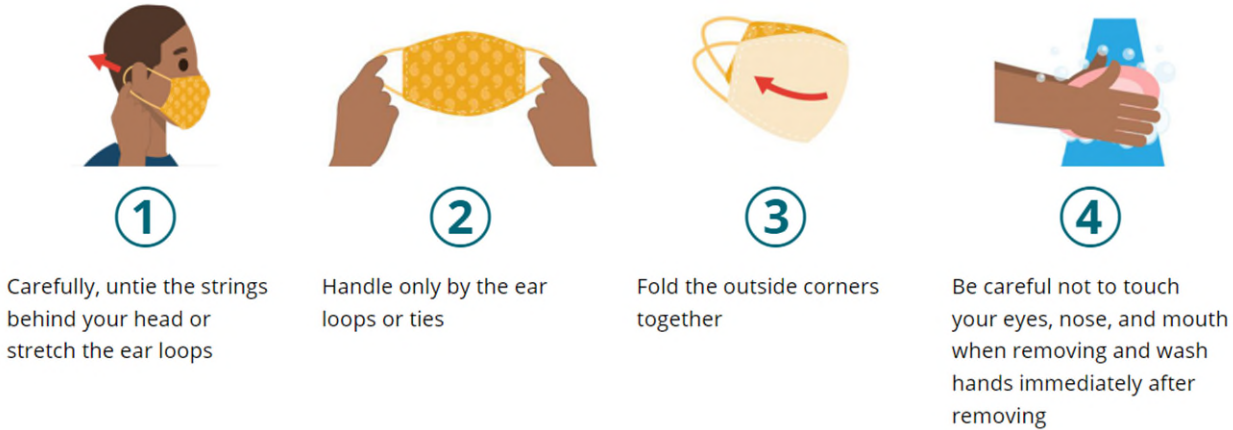 1
Carefully, untie the strings
behind your head or
stretch the ear loops
2
Handle only by the ear
loops or ties
3
Fold the outside corners
together
4
Be careful not to touch
your eyes, nose, and mouth
when removing and wash
hands immediately after
removing